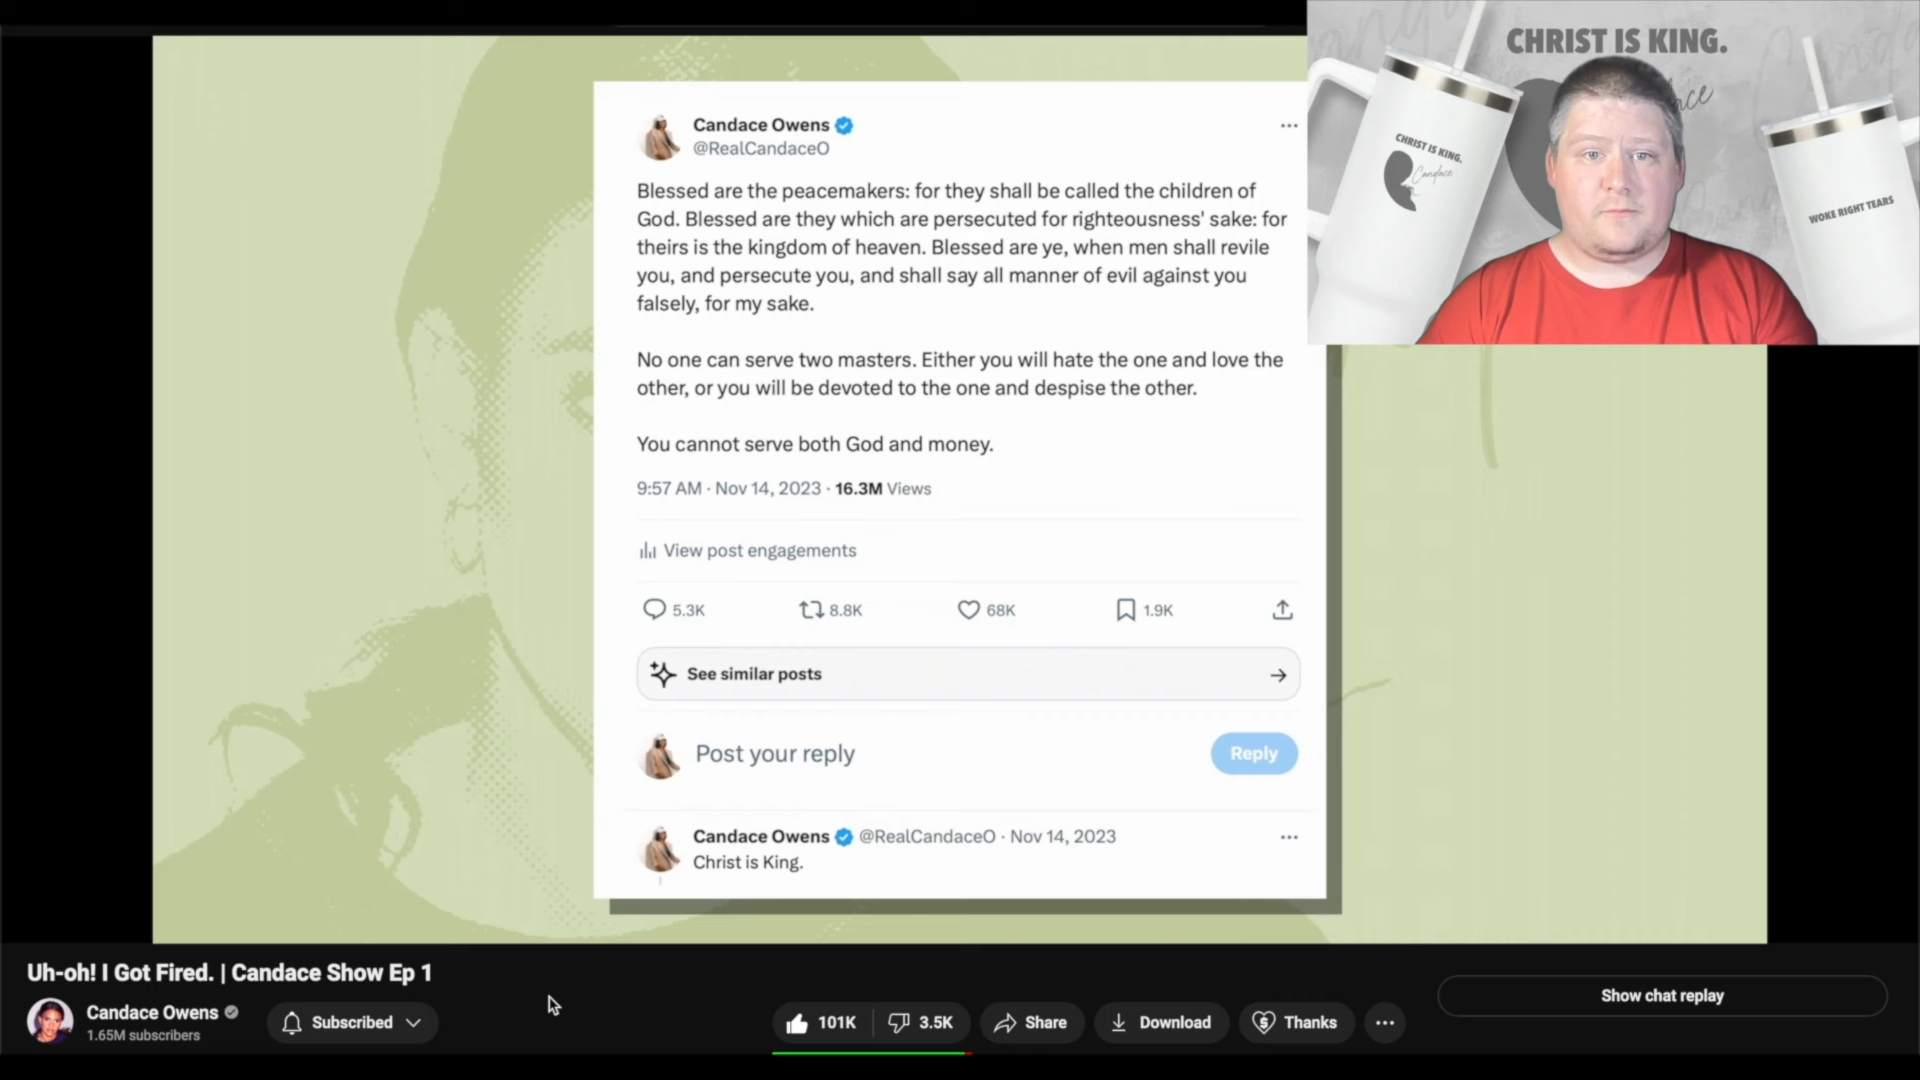 CHRIST IS KING.
CHRIST IS KING.
Candace
WOKE RIGHT TEARS
Candace Owens
@RealCandaceO
Blessed are the peacemakers: for they shall be called the children of
God. Blessed are they which are persecuted for righteousness' sake: for
theirs is the kingdom of heaven. Blessed are ye, when men shall revile
you, and persecute you, and shall say all manner of evil against you
falsely, for my sake.
No one can serve two masters. Either you will hate the one and love the
other, or you will be devoted to the one and despise the other.
You cannot serve both God and money.
9:57 AM · Nov 14, 2023 · 16.3M Views
View post engagements
5.3K 8.8K 68K 1.9K
See similar posts
Post your reply Reply
Candace Owens @RealCandaceO · Nov 14, 2023
Christ is King.
Uh-oh! I Got Fired. | Candace Show Ep 1
Candace Owens
1.65M subscribers
Subscribed
101K 3.5K Share Download Thanks
Show chat replay